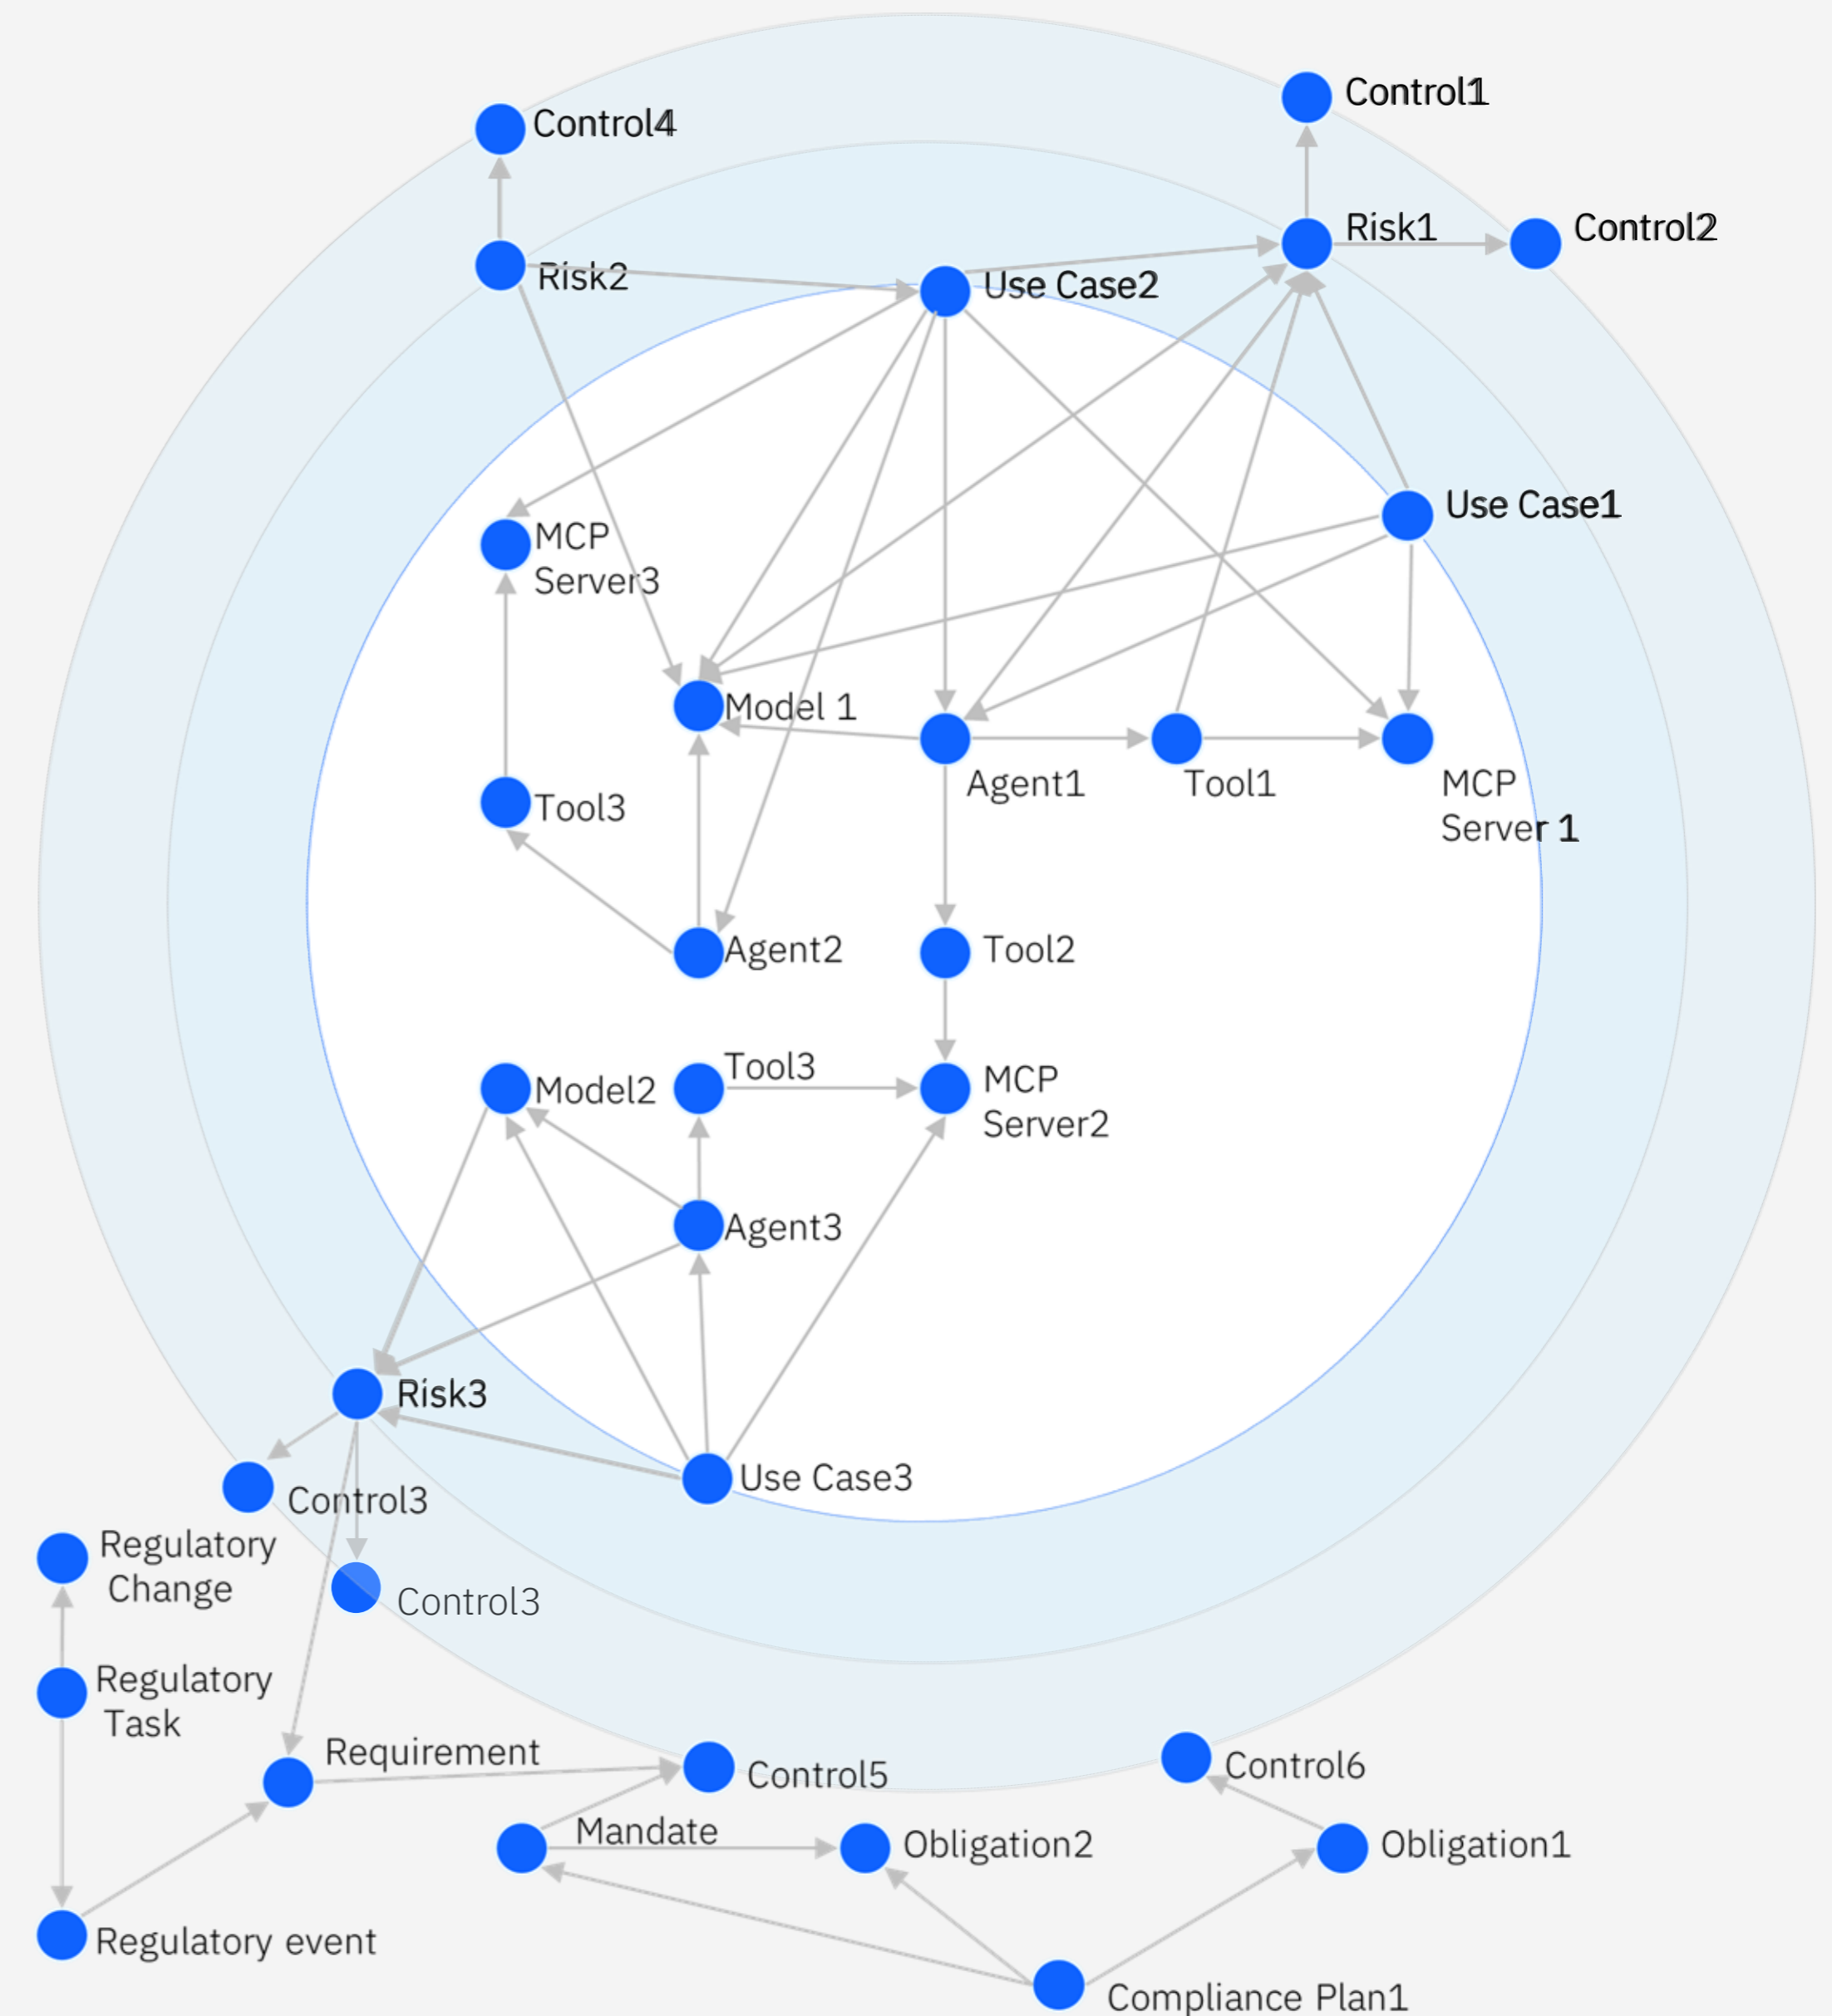 Control1
Control4
Risk1
Control2
Risk2
Use Case2
Use Case1
MCP
Server3
Model 1
Agent1
Tool1
MCP
Server 1
Tool3
Agent2
Tool2
Tool3
MCP
Server2
Model2
Agent3
Risk3
Use Case3
Control3
Regulatory
Change
Control3
Regulatory
Task
Requirement
Control5
Control6
Mandate
Obligation2
Obligation1
Regulatory event
Compliance Plan1